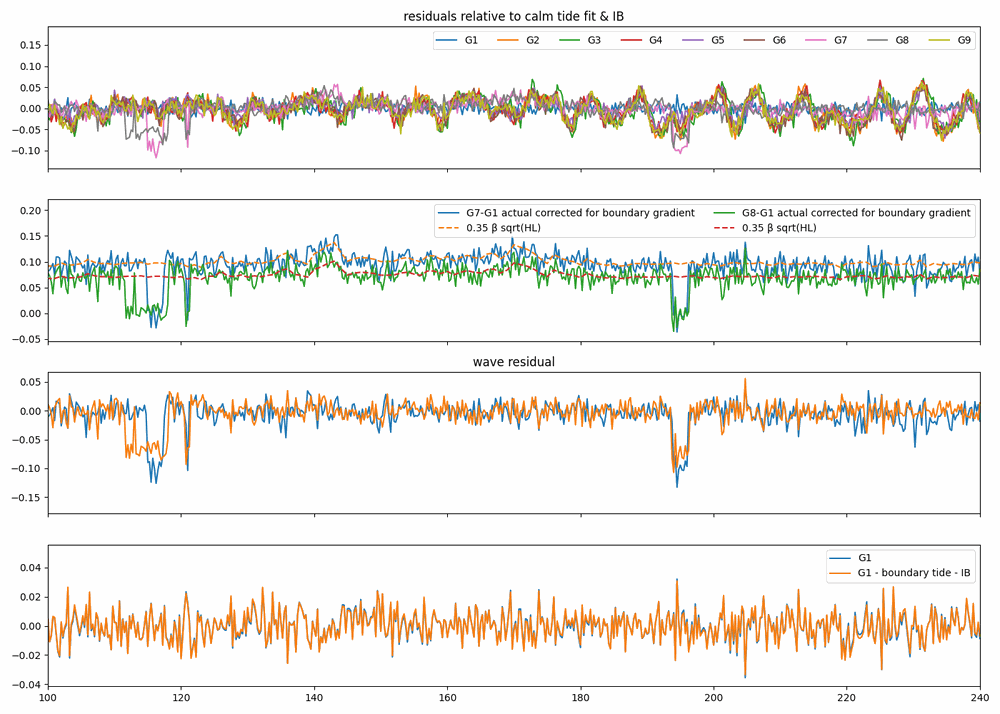 residuals relative to calm tide fit & IB
G1 G2 G3 G4 G5 G6 G7 G8 G9
0.15
0.10
0.05
0.00
−0.05
−0.10
G7-G1 actual corrected for boundary gradient G8-G1 actual corrected for boundary gradient
0.35 β sqrt(HL) 0.35 β sqrt(HL)
0.20
0.15
0.10
0.05
0.00
−0.05
wave residual
0.05
0.00
−0.05
−0.10
−0.15
G1
G1 - boundary tide - IB
0.04
0.02
0.00
−0.02
−0.04
100 120 140 160 180 200 220 240